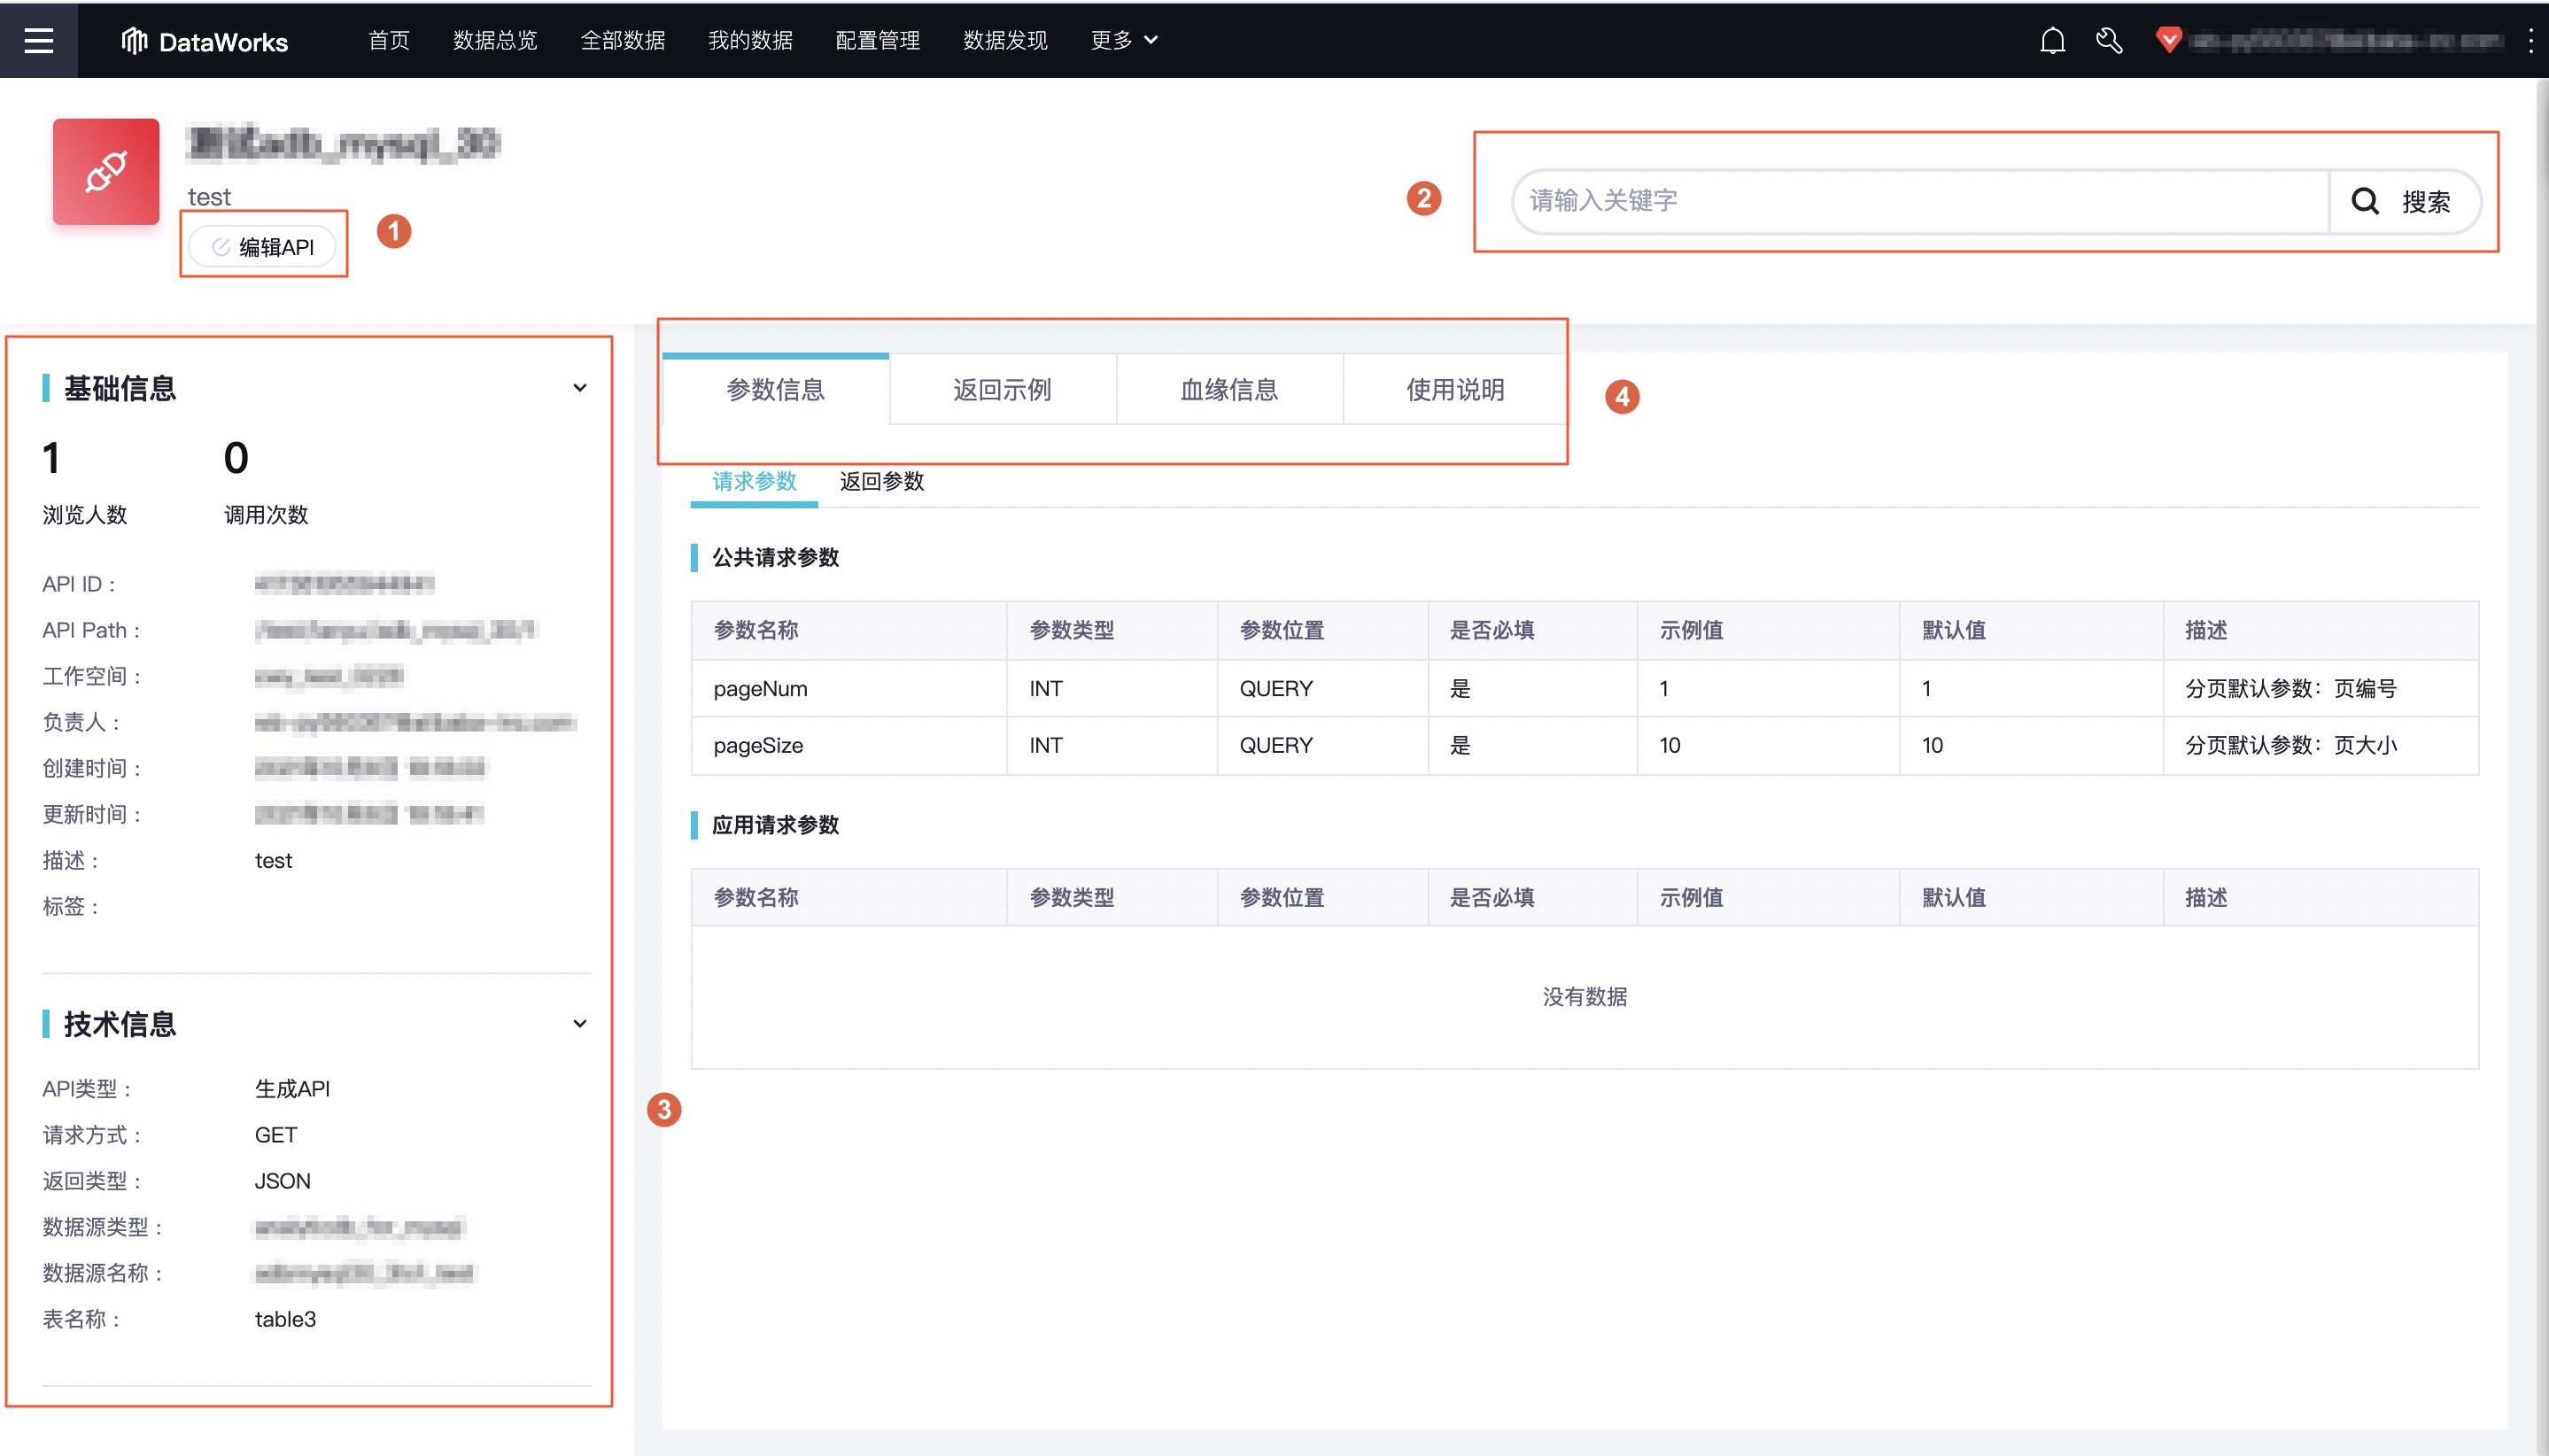 DataWorks 首页 数据总览 全部数据 我的数据 配置管理 数据发现 更多
test
编辑API
1
2
请输入关键字 搜索
基础信息
1 0
浏览人数 调用次数
API ID：
API Path：
工作空间：
负责人：
创建时间：
更新时间：
描述： test
标签：
技术信息
API类型： 生成API
请求方式： GET
返回类型： JSON
数据源类型：
数据源名称：
表名称： table3
3
参数信息 返回示例 血缘信息 使用说明
4
请求参数 返回参数
公共请求参数
参数名称 参数类型 参数位置 是否必填 示例值 默认值 描述
pageNum INT QUERY 是 1 1 分页默认参数：页编号
pageSize INT QUERY 是 10 10 分页默认参数：页大小
应用请求参数
参数名称 参数类型 参数位置 是否必填 示例值 默认值 描述
没有数据